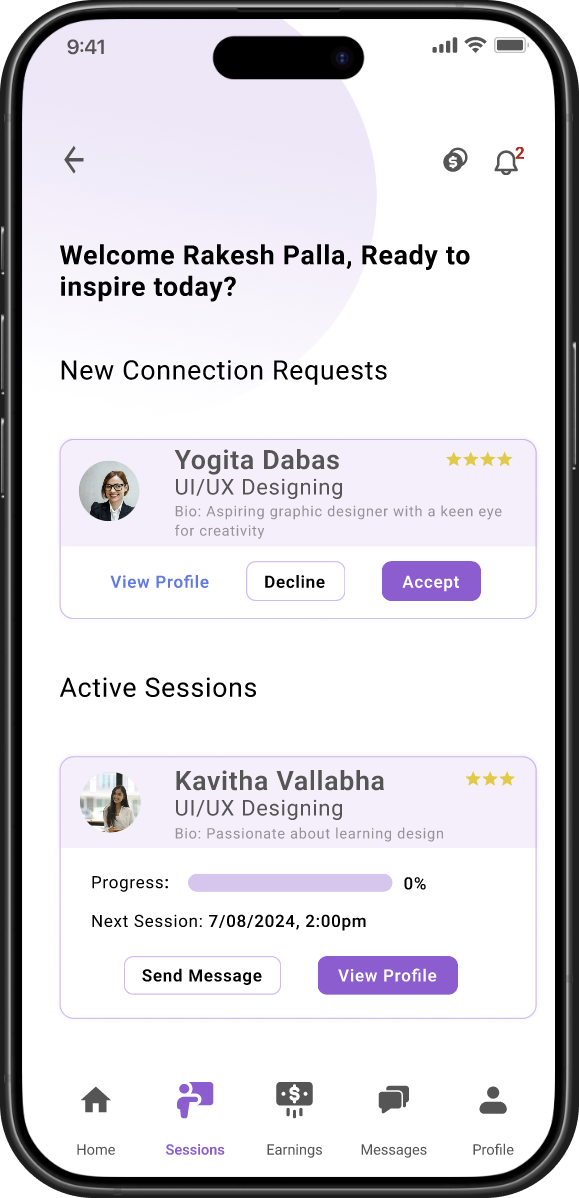 9:41
$
2
Welcome Rakesh Palla, Ready to
inspire today?
New Connection Requests
Yogita Dabas
UI/UX Designing
Bio: Aspiring graphic designer with a keen eye
for creativity
View Profile
Decline
Accept
Active Sessions
Kavitha Vallabha
UI/UX Designing
Bio: Passionate about learning design
Progress: 0%
Next Session: 7/08/2024, 2:00pm
Send Message
View Profile
$
Home
Sessions
Earnings
Messages
Profile